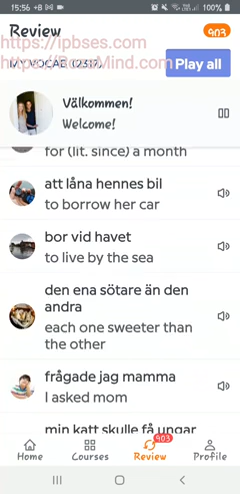 15:56 +B
100%
Review
903
https://ipbses.com
https://RoadMind.com
MY VOCAB (2317)
Play all
Välkommen!
Welcome!
for (lit. since) a month
att låna hennes bil
to borrow her car
bor vid havet
to live by the sea
den ena sötare än den
andra
each one sweeter than
the other
frågade jag mamma
I asked mom
min katt skulle få ungar
903
Home
Courses
Review
Profile